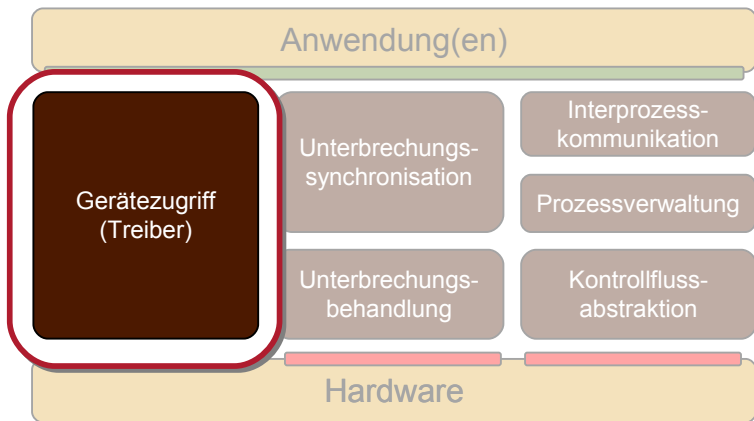 Anwendung(en)
Gerätezugriff
(Treiber)
Unterbrechungs-
synchronisation
Unterbrechungs-
behandlung
Interprozess-
kommunikation
Prozessverwaltung
Kontrollfluss-
abstraktion
Hardware